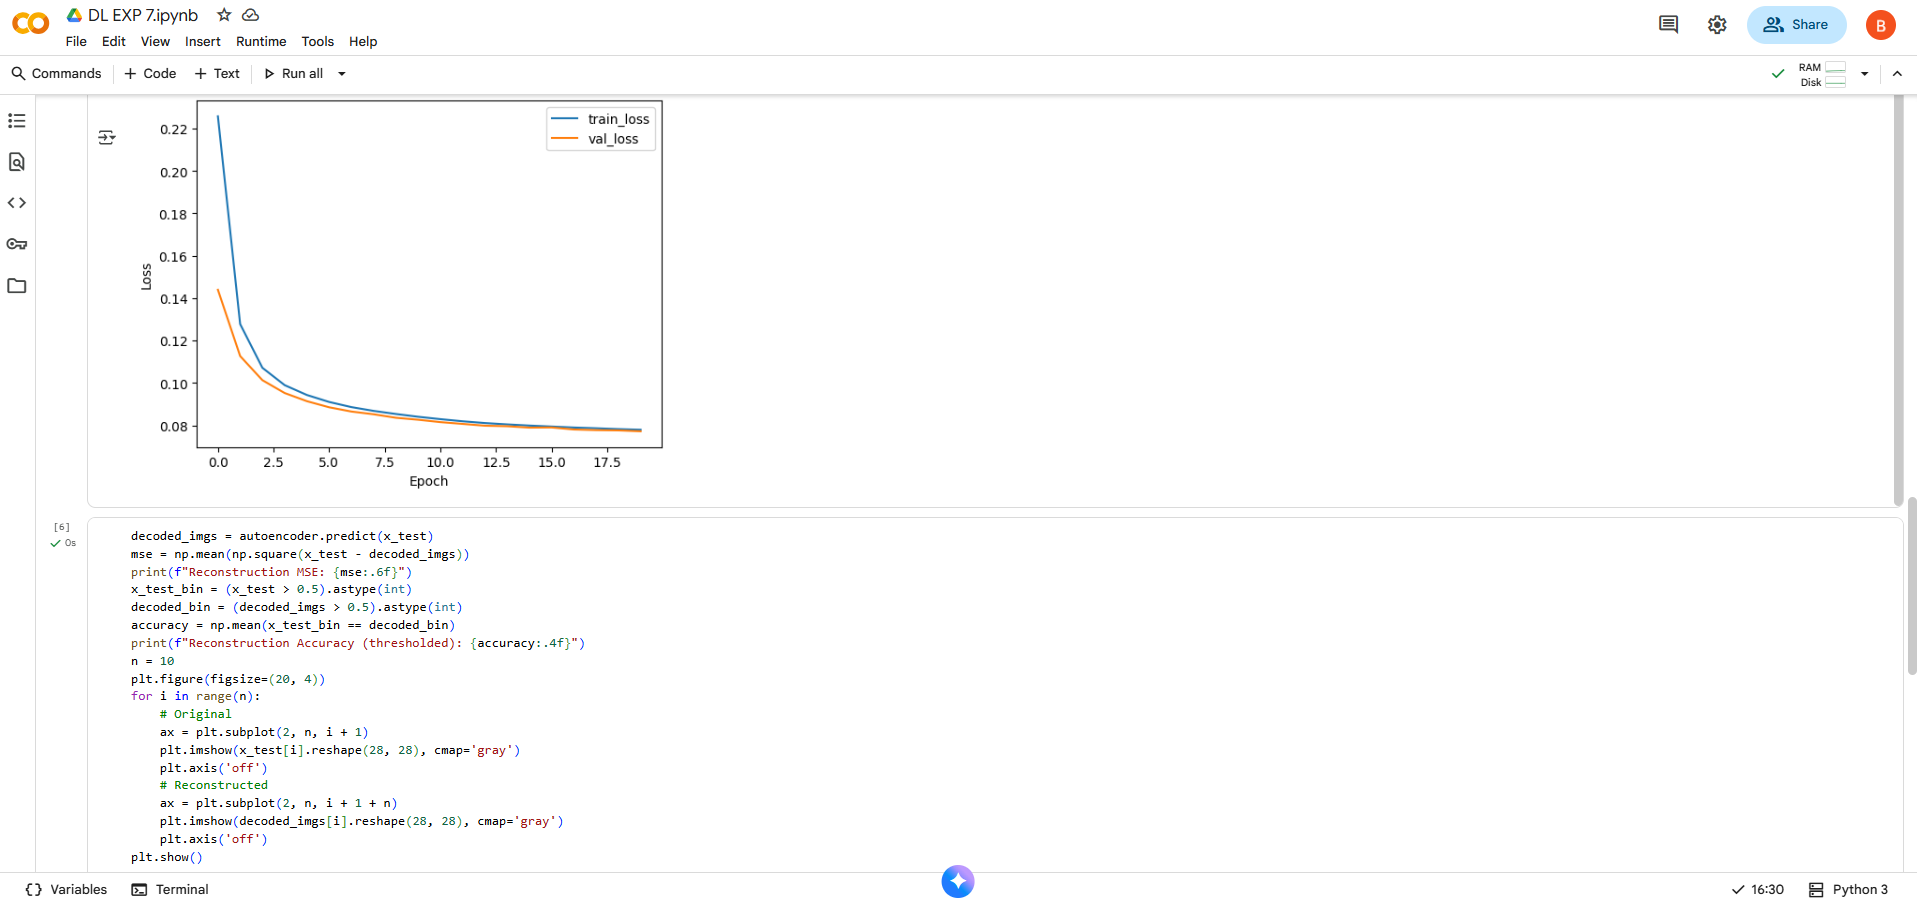 DL EXP 7.ipynb
File Edit View Insert Runtime Tools Help
Share
B
Commands + Code + Text Run all
RAM
Disk
train_loss
val_loss
0.22
0.20
0.18
0.16
0.14
0.12
0.10
0.08
Loss
0.0 2.5 5.0 7.5 10.0 12.5 15.0 17.5
Epoch
[6]
0s
decoded_imgs = autoencoder.predict(x_test)
mse = np.mean(np.square(x_test - decoded_imgs))
print(f"Reconstruction MSE: {mse:.6f}")
x_test_bin = (x_test > 0.5).astype(int)
decoded_bin = (decoded_imgs > 0.5).astype(int)
accuracy = np.mean(x_test_bin == decoded_bin)
print(f"Reconstruction Accuracy (thresholded): {accuracy:.4f}")
n = 10
plt.figure(figsize=(20, 4))
for i in range(n):
    # Original
    ax = plt.subplot(2, n, i + 1)
    plt.imshow(x_test[i].reshape(28, 28), cmap='gray')
    plt.axis('off')
    # Reconstructed
    ax = plt.subplot(2, n, i + 1 + n)
    plt.imshow(decoded_imgs[i].reshape(28, 28), cmap='gray')
    plt.axis('off')
plt.show()
Variables Terminal
16:30 Python 3